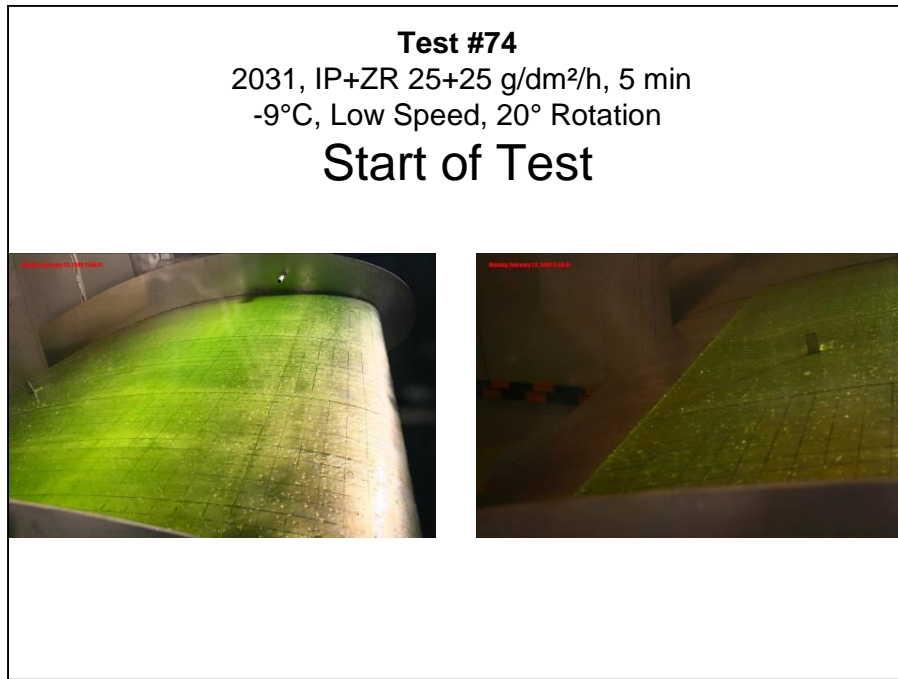 Test #74
2031, IP+ZR 25+25 g/dm²/h, 5 min
-9°C, Low Speed, 20° Rotation
Start of Test